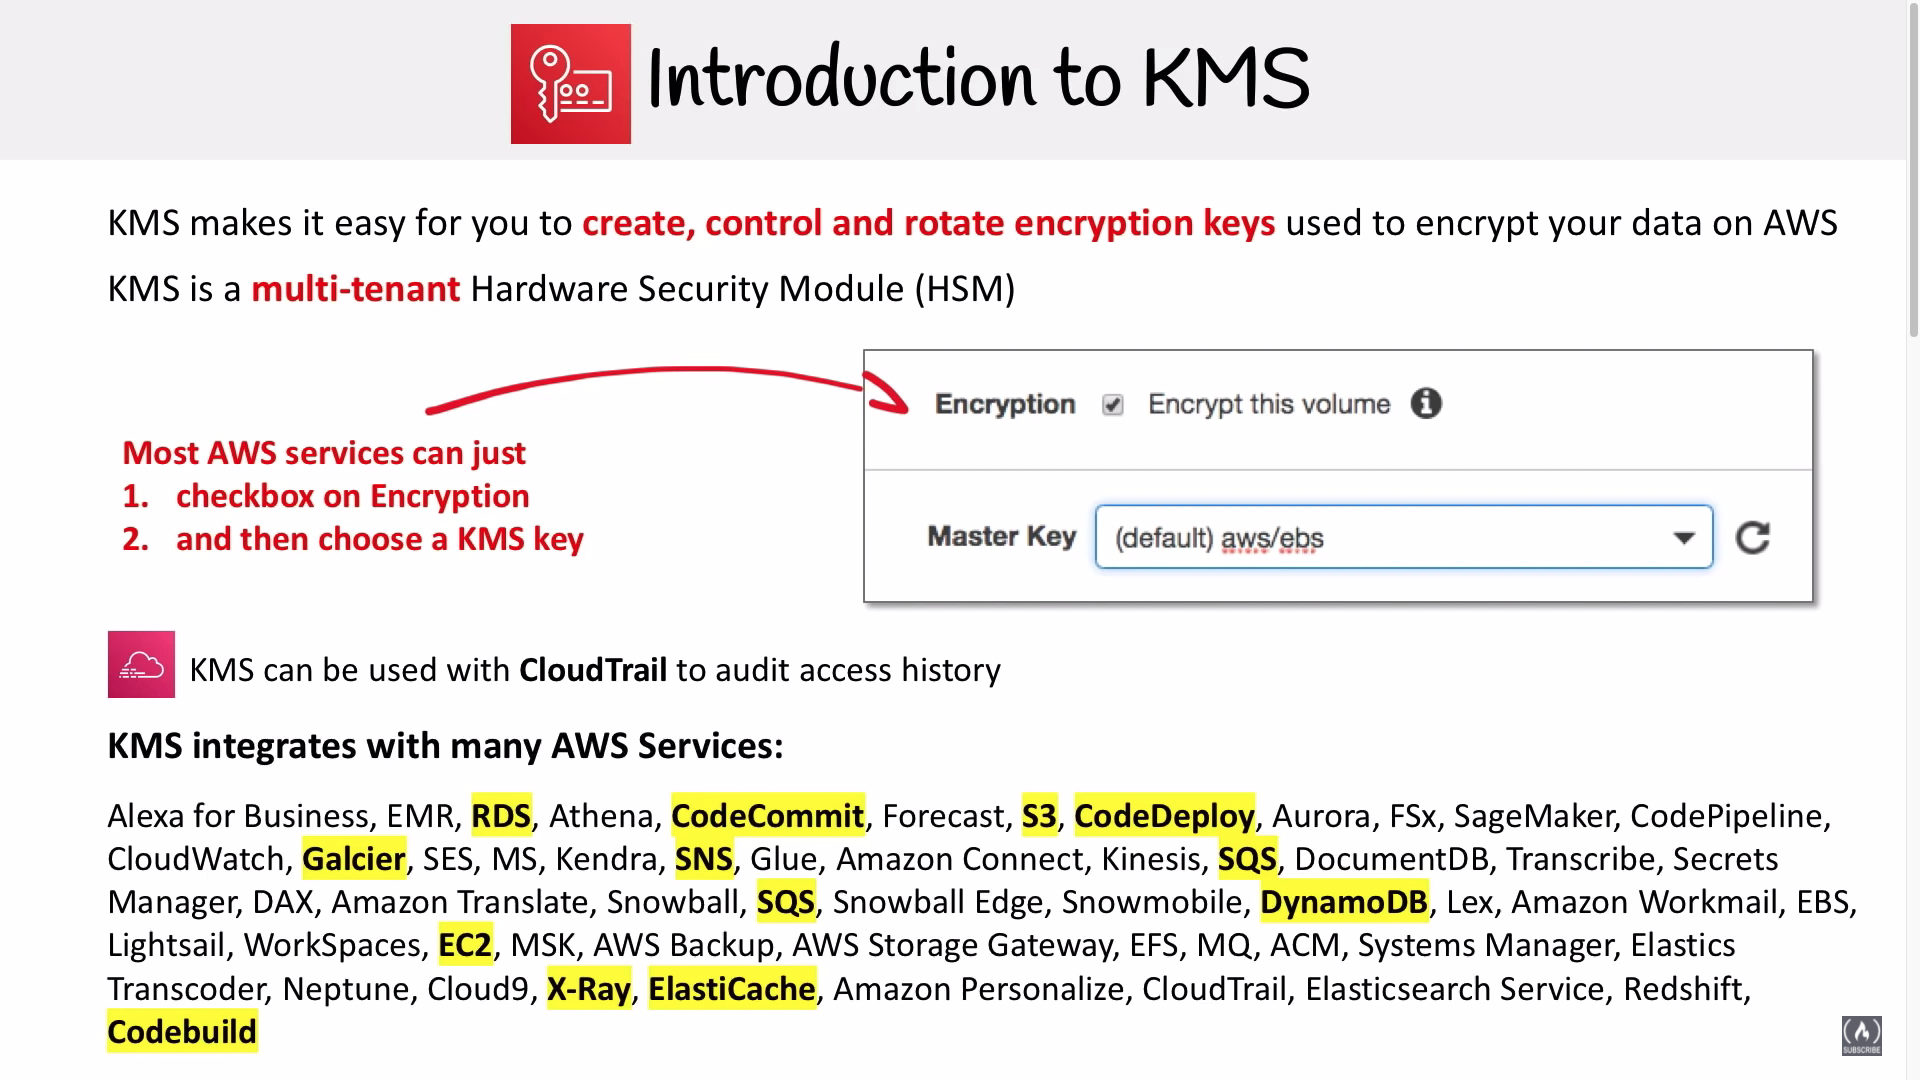 Introduction to KMS
KMS makes it easy for you to create, control and rotate encryption keys used to encrypt your data on AWS
KMS is a multi-tenant Hardware Security Module (HSM)
Most AWS services can just
1. checkbox on Encryption
2. and then choose a KMS key
Encryption Encrypt this volume
Master Key (default) aws/ebs
KMS can be used with CloudTrail to audit access history
KMS integrates with many AWS Services:
Alexa for Business, EMR, RDS, Athena, CodeCommit, Forecast, S3, CodeDeploy, Aurora, FSx, SageMaker, CodePipeline,
CloudWatch, Galcier, SES, MS, Kendra, SNS, Glue, Amazon Connect, Kinesis, SQS, DocumentDB, Transcribe, Secrets
Manager, DAX, Amazon Translate, Snowball, SQS, Snowball Edge, Snowmobile, DynamoDB, Lex, Amazon Workmail, EBS,
Lightsail, WorkSpaces, EC2, MSK, AWS Backup, AWS Storage Gateway, EFS, MQ, ACM, Systems Manager, Elastics
Transcoder, Neptune, Cloud9, X-Ray, ElastiCache, Amazon Personalize, CloudTrail, Elasticsearch Service, Redshift,
Codebuild
SUBSCRIBE